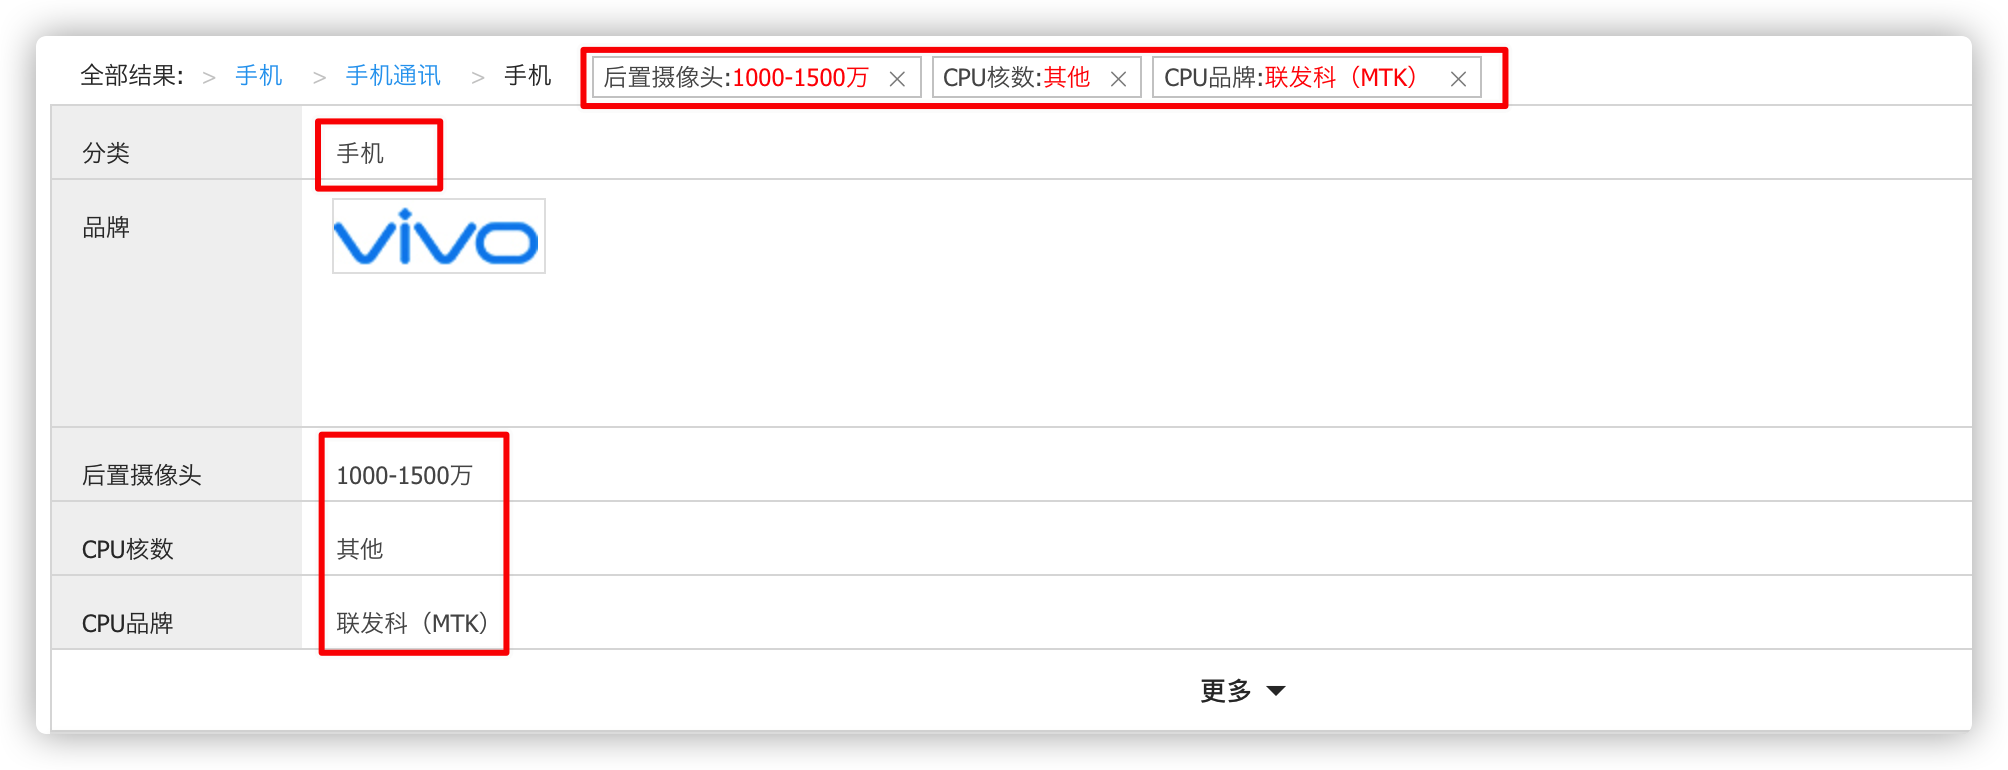 全部结果: > 手机 > 手机通讯 > 手机 后置摄像头:1000-1500万 × CPU核数:其他 × CPU品牌:联发科（MTK） ×
分类 手机
品牌 vivo
后置摄像头 1000-1500万
CPU核数 其他
CPU品牌 联发科（MTK）
更多